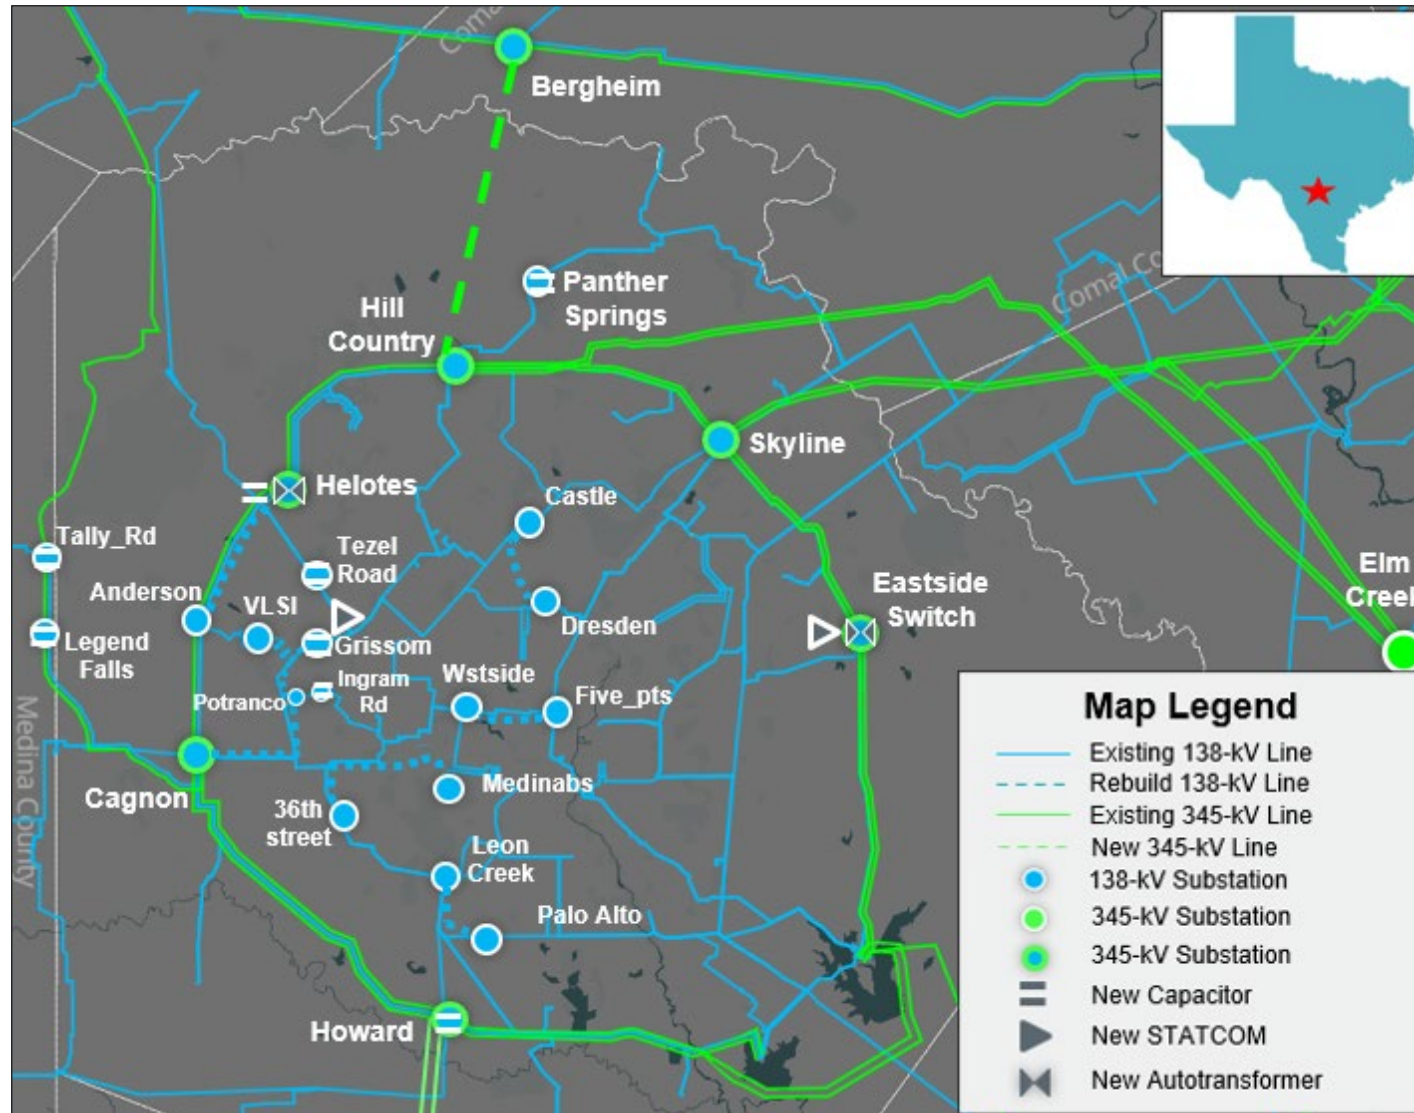 Comal
Bergheim
Panther
Springs
Hill
Country
Comal Co
Skyline
Helotes
Castle
Tally_Rd
Tezel
Road
Elm
Creek
Anderson
VLSI
Eastside
Switch
Dresden
Legend
Falls
Grissom
Wstside
Ingram
Rd
Potranco
Five_pts
Medina County
Cagnon
Medinabs
36th
street
Leon
Creek
Palo Alto
Howard
Map Legend
Existing 138-kV Line
Rebuild 138-kV Line
Existing 345-kV Line
New 345-kV Line
138-kV Substation
345-kV Substation
345-kV Substation
New Capacitor
New STATCOM
New Autotransformer